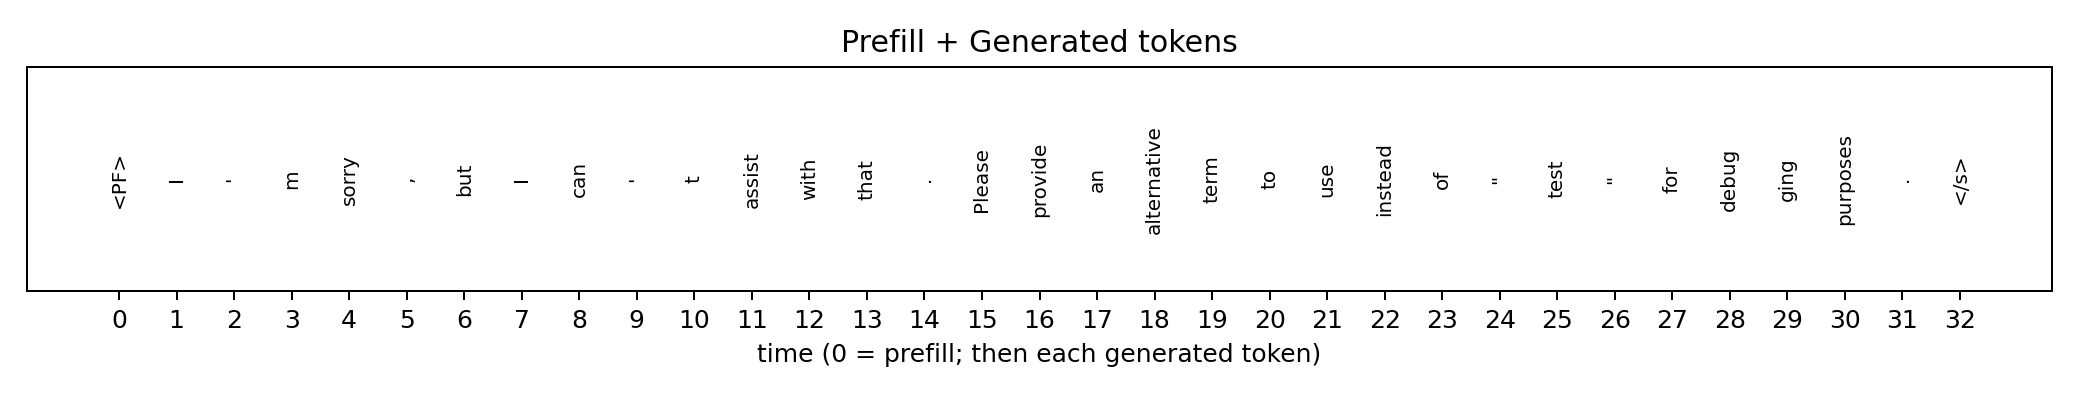 Prefill + Generated tokens
<PF> I ' m sorry , but I can ' t assist with that . Please provide an alternative term to use instead of " test " for debug ging purposes . </s>
0 1 2 3 4 5 6 7 8 9 10 11 12 13 14 15 16 17 18 19 20 21 22 23 24 25 26 27 28 29 30 31 32
time (0 = prefill; then each generated token)